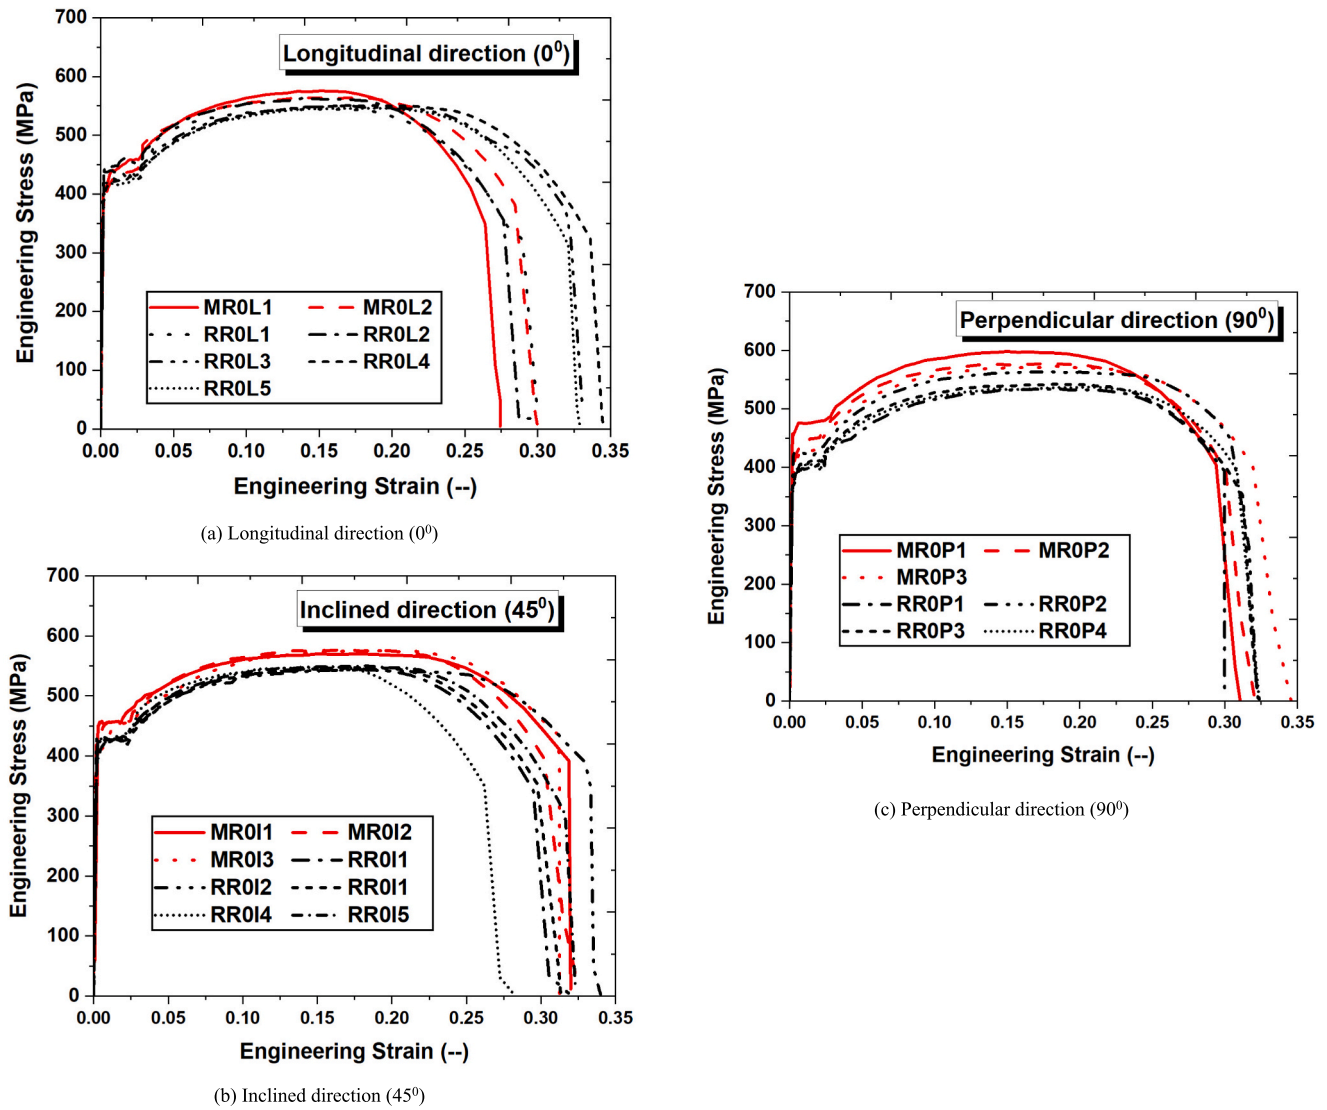 Longitudinal direction (0⁰)
Engineering Stress (MPa)
700
600
500
400
300
200
100
0
MR0L1 MR0L2
RR0L1 RR0L2
RR0L3 RR0L4
RR0L5
0.00 0.05 0.10 0.15 0.20 0.25 0.30 0.35
Engineering Strain (--)
(a) Longitudinal direction (0⁰)
Inclined direction (45⁰)
Engineering Stress (MPa)
700
600
500
400
300
200
100
0
MR0I1 MR0I2
MR0I3 RR0I1
RR0I2 RR0I1
RR0I4 RR0I5
0.00 0.05 0.10 0.15 0.20 0.25 0.30 0.35
Engineering Strain (--)
(b) Inclined direction (45⁰)
Perpendicular direction (90⁰)
Engineering Stress (MPa)
700
600
500
400
300
200
100
0
MR0P1 MR0P2
MR0P3
RR0P1 RR0P2
RR0P3 RR0P4
0.00 0.05 0.10 0.15 0.20 0.25 0.30 0.35
Engineering Strain (--)
(c) Perpendicular direction (90⁰)